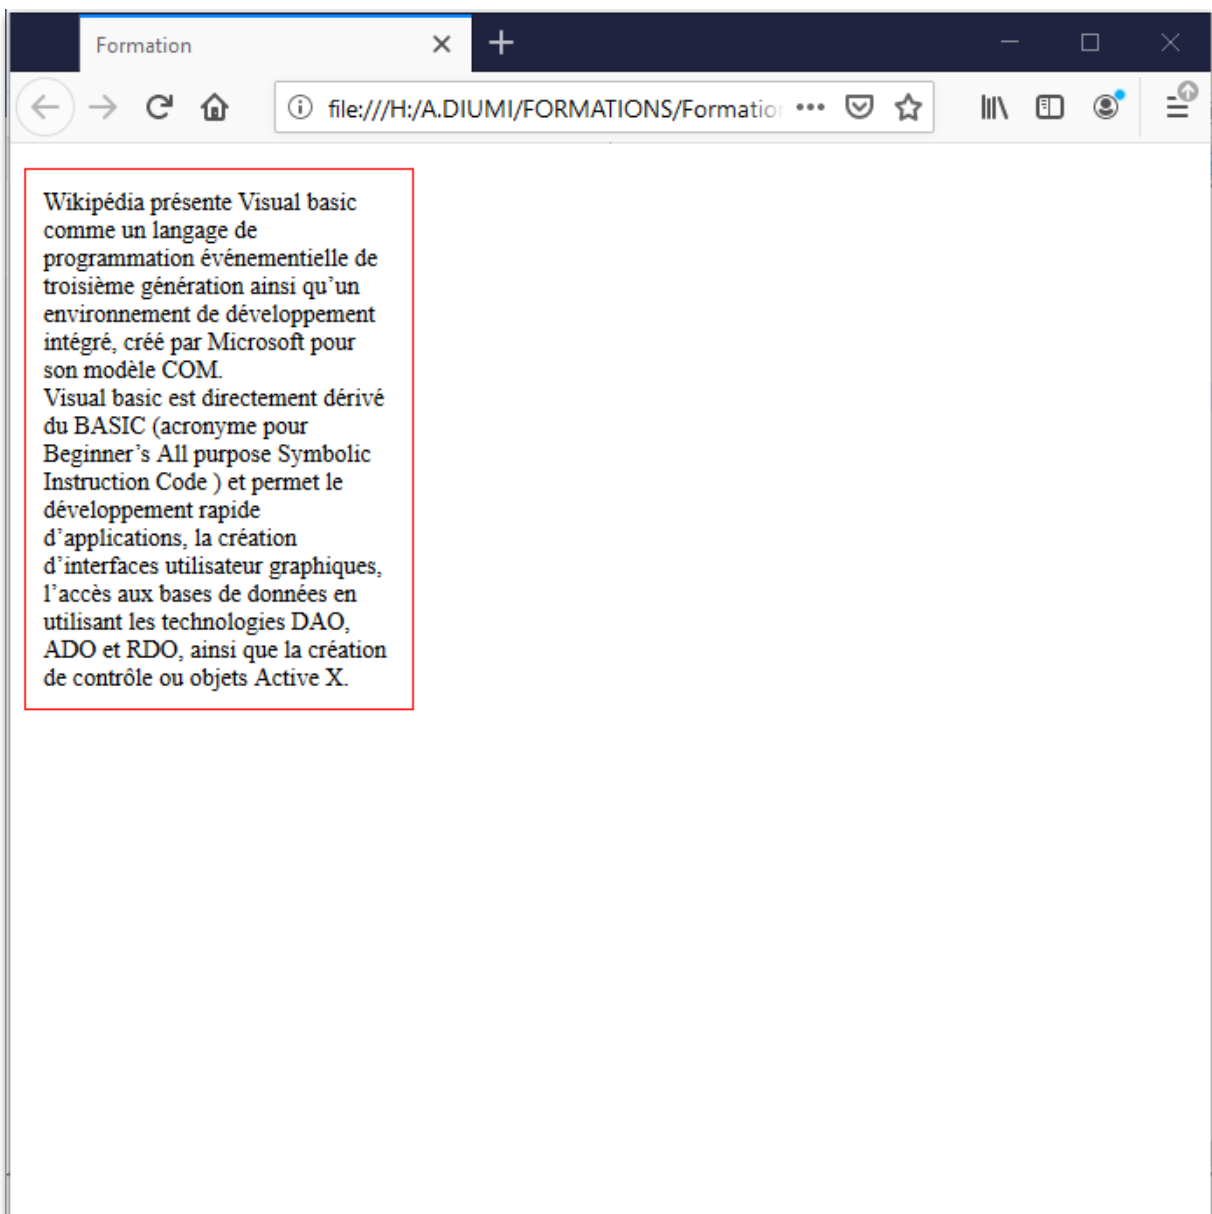 Formation
file:///H:/A.DIUMI/FORMATIONS/Formation
Wikipédia présente Visual basic
comme un langage de
programmation événementielle de
troisième génération ainsi qu’un
environnement de développement
intégré, créé par Microsoft pour
son modèle COM.
Visual basic est directement dérivé
du BASIC (acronyme pour
Beginner’s All purpose Symbolic
Instruction Code ) et permet le
développement rapide
d’applications, la création
d’interfaces utilisateur graphiques,
l’accès aux bases de données en
utilisant les technologies DAO,
ADO et RDO, ainsi que la création
de contrôle ou objets Active X.